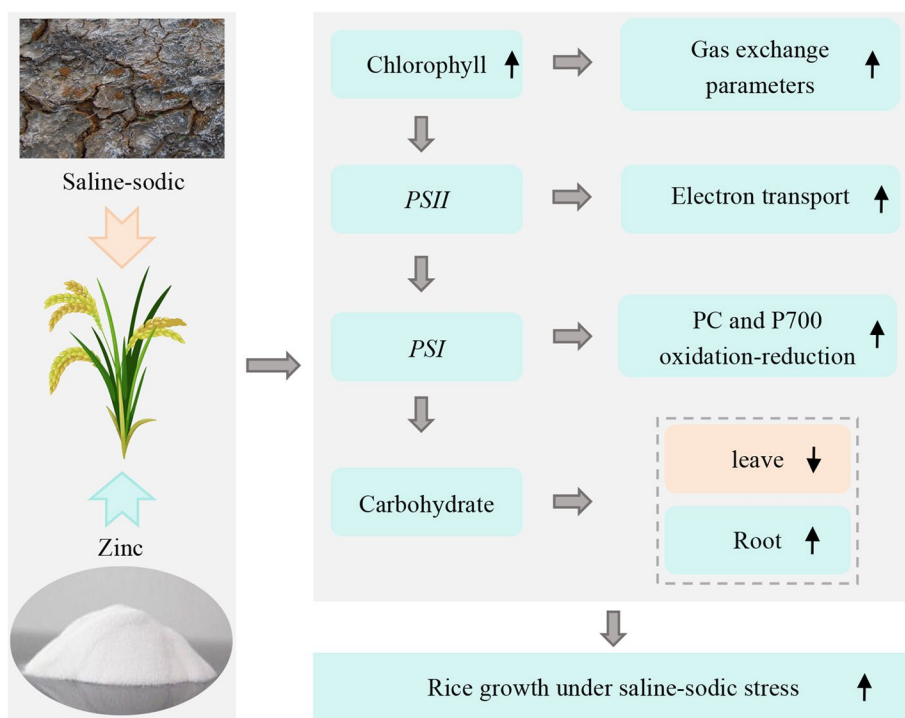 Saline-sodic
Zinc
Chlorophyll
Gas exchange
parameters
PSII
Electron transport
PSI
PC and P700
oxidation-reduction
Carbohydrate
leave
Root
Rice growth under saline-sodic stress